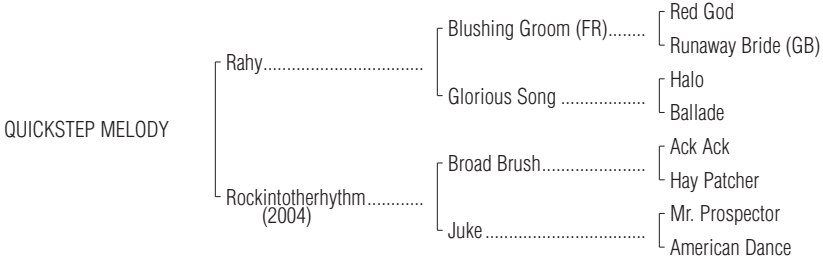 Red God
Blushing Groom (FR)........
Runaway Bride (GB)
Rahy..................................
Halo
Glorious Song ..................
Ballade
QUICKSTEP MELODY
Ack Ack
Broad Brush......................
Hay Patcher
Rockintotherhythm............
(2004)
Mr. Prospector
Juke..................................
American Dance